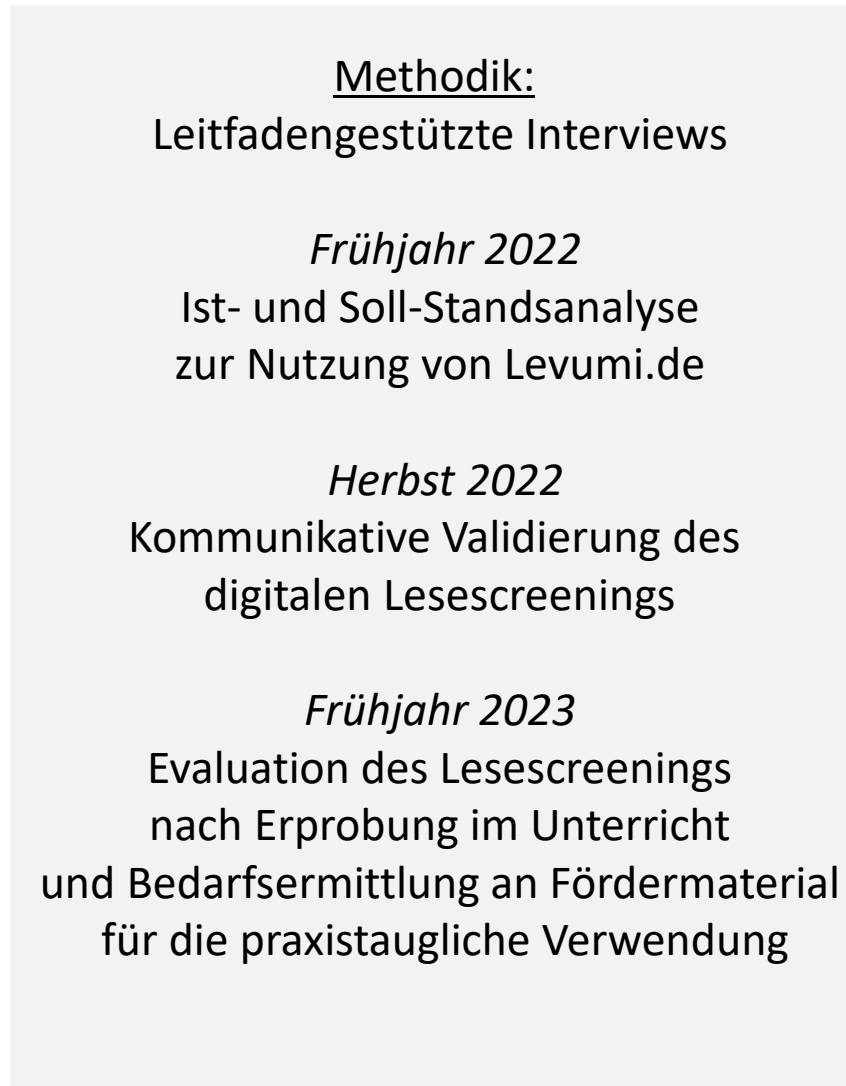 Methodik:
Leitfadengestützte Interviews
Frühjahr 2022
Ist- und Soll-Standsanalyse
zur Nutzung von Levumi.de
Herbst 2022
Kommunikative Validierung des
digitalen Lesescreenings
Frühjahr 2023
Evaluation des Lesescreenings
nach Erprobung im Unterricht
und Bedarfsermittlung an Fördermaterial
für die praxistaugliche Verwendung